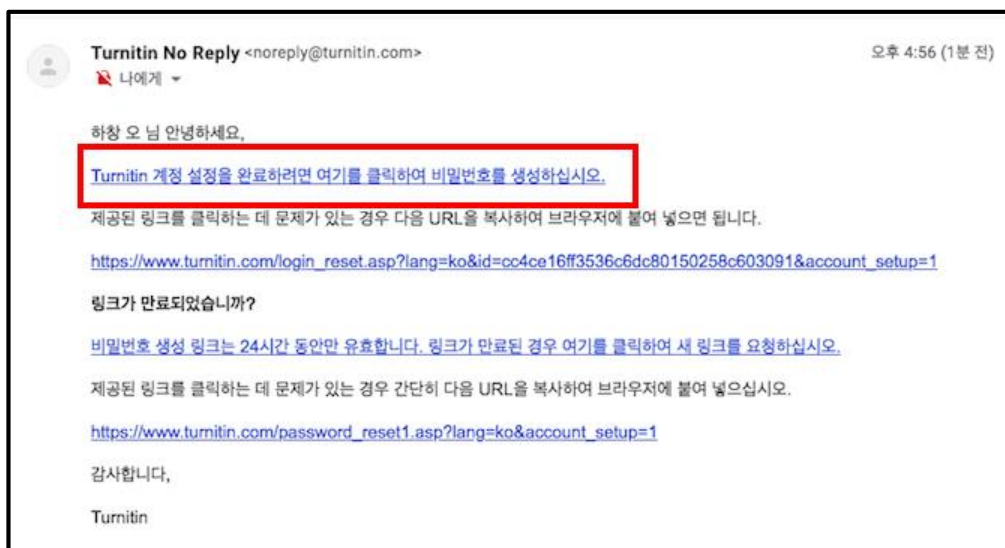 Turnitin No Reply <noreply@turnitin.com>
오후 4:56 (1분 전)
나에게
하창 오 님 안녕하세요,
Turnitin 계정 설정을 완료하려면 여기를 클릭하여 비밀번호를 생성하십시오.
제공된 링크를 클릭하는 데 문제가 있는 경우 다음 URL을 복사하여 브라우저에 붙여 넣으면 됩니다.
https://www.turnitin.com/login_reset.asp?lang=ko&id=cc4ce16ff3536c6dc80150258c603091&account_setup=1
링크가 만료되었습니까?
비밀번호 생성 링크는 24시간 동안만 유효합니다. 링크가 만료된 경우 여기를 클릭하여 새 링크를 요청하십시오.
제공된 링크를 클릭하는 데 문제가 있는 경우 간단히 다음 URL을 복사하여 브라우저에 붙여 넣으십시오.
https://www.turnitin.com/password_reset1.asp?lang=ko&account_setup=1
감사합니다,
Turnitin